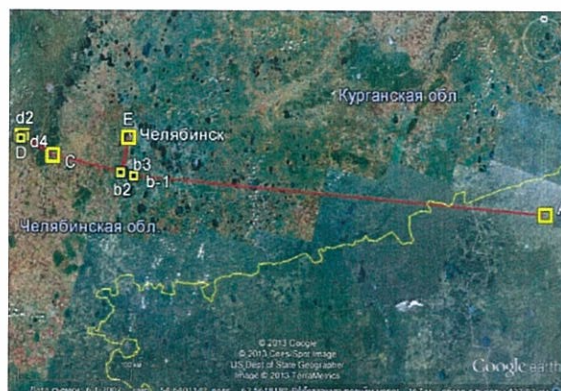 Курганская обл.
d2
E
Челябинск
d4
D
C
b3
b2
b-1
A
Челябинская обл.
© 2013 Google
© 2013 Cnes/Spot Image
US Dept of State Geographer
Image © 2013 TerraMetrics
Google earth